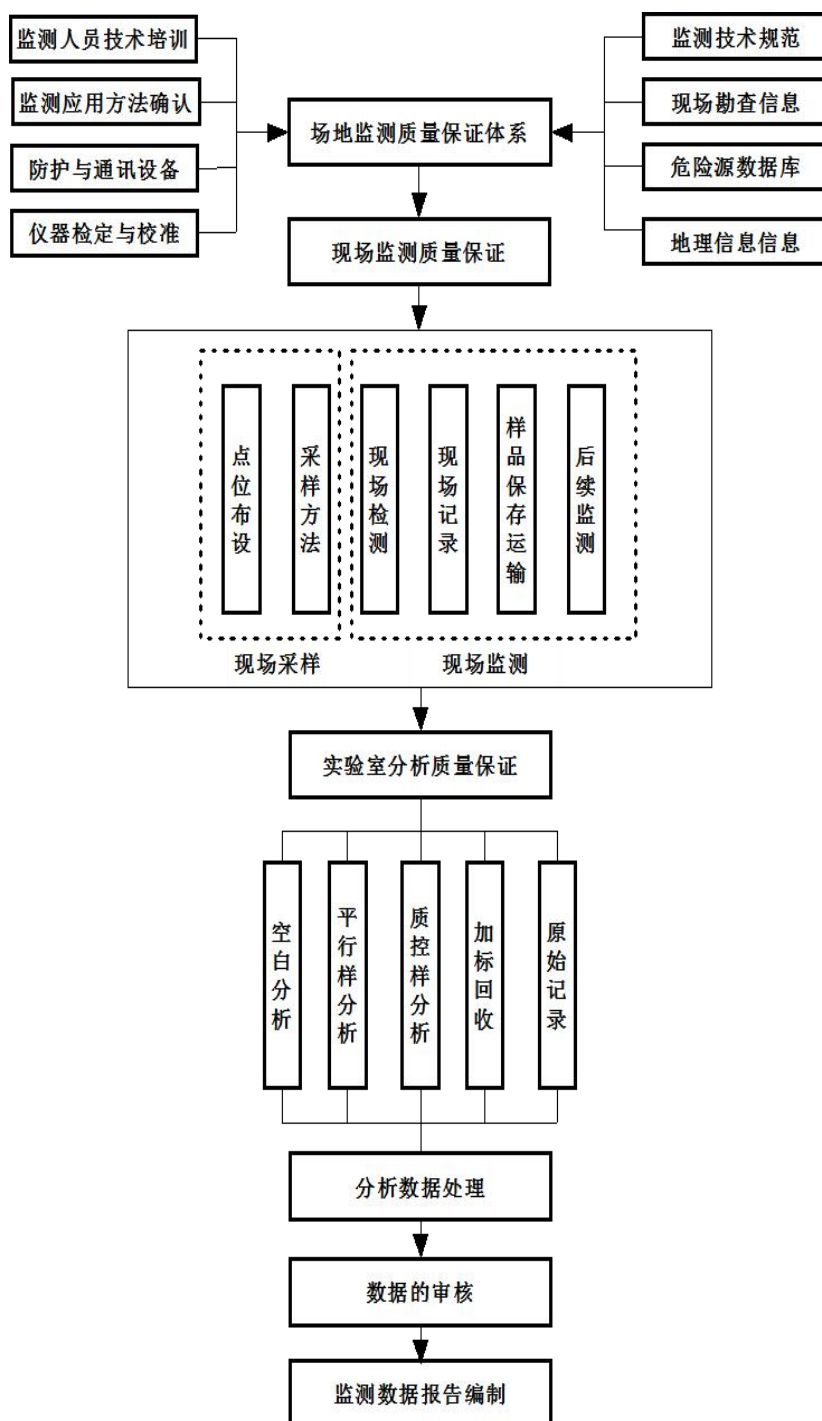 监测人员技术培训
监测应用方法确认
防护与通讯设备
仪器检定与校准
监测技术规范
现场勘查信息
危险源数据库
地理信息信息
场地监测质量保证体系
现场监测质量保证
点位布设
采样方法
现场检测
现场记录
样品保存运输
后续监测
现场采样
现场监测
实验室分析质量保证
空白分析
平行样分析
质控样分析
加标回收
原始记录
分析数据处理
数据的审核
监测数据报告编制